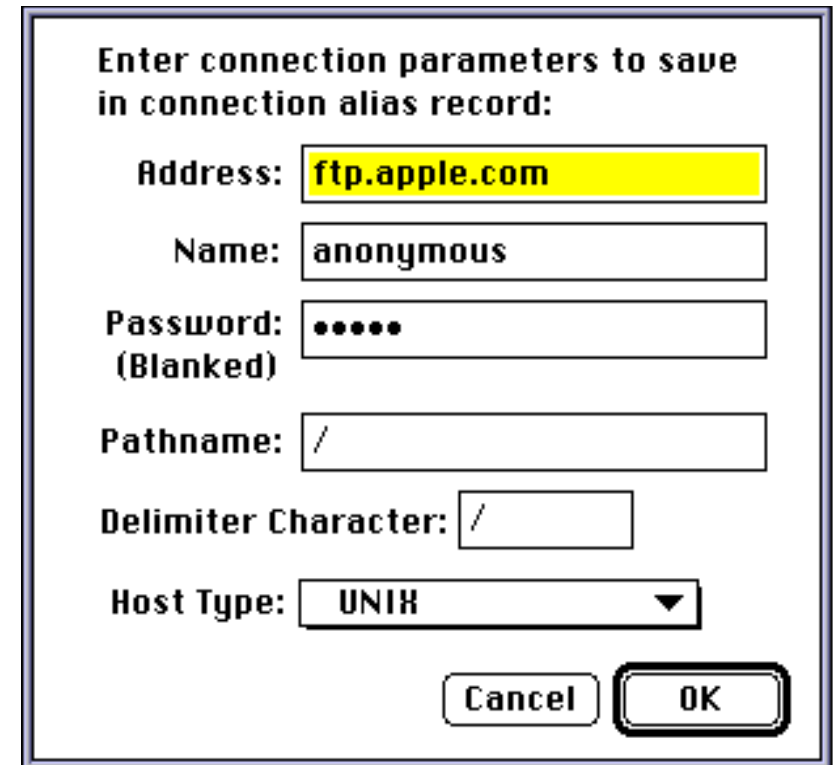 Enter connection parameters to save
in connection alias record:
Address: ftp.apple.com
Name: anonymous
Password: •••••
(Blanked)
Pathname: /
Delimiter Character: /
Host Type: UNIX
Cancel OK